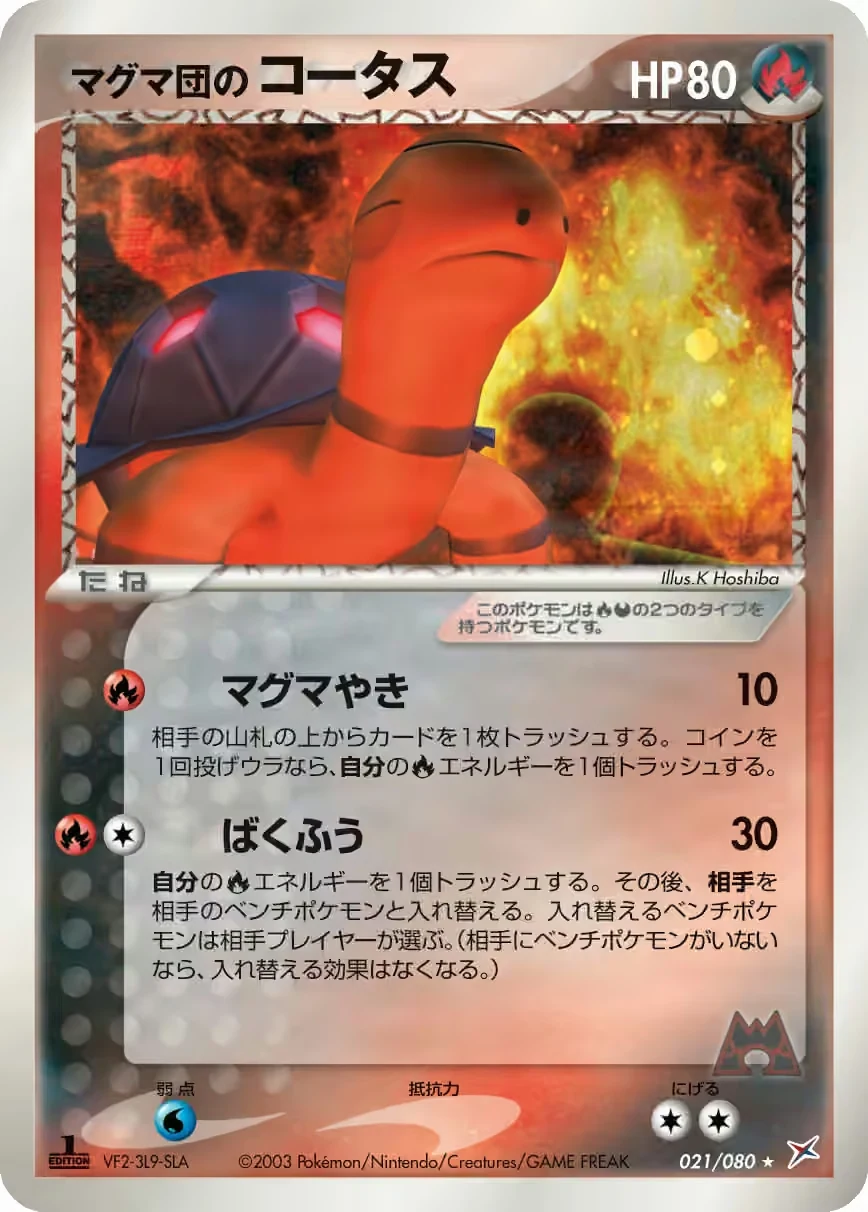 マグマ団の コータス HP80
たね
Illus.K Hoshiba
このポケモンは🔥🌑の2つのタイプを
持つポケモンです。
マグマやき 10
相手の山札の上からカードを1枚トラッシュする。コインを
1回投げウラなら、自分の🔥エネルギーを1個トラッシュする。
ばくふう 30
自分の🔥エネルギーを1個トラッシュする。その後、相手を
相手のベンチポケモンと入れ替える。入れ替えるベンチポケ
モンは相手プレイヤーが選ぶ。(相手にベンチポケモンがいない
なら、入れ替える効果はなくなる。)
弱点 抵抗力 にげる
1 EDITION VF2-3L9-SLA ©2003 Pokémon/Nintendo/Creatures/GAME FREAK 021/080 ★